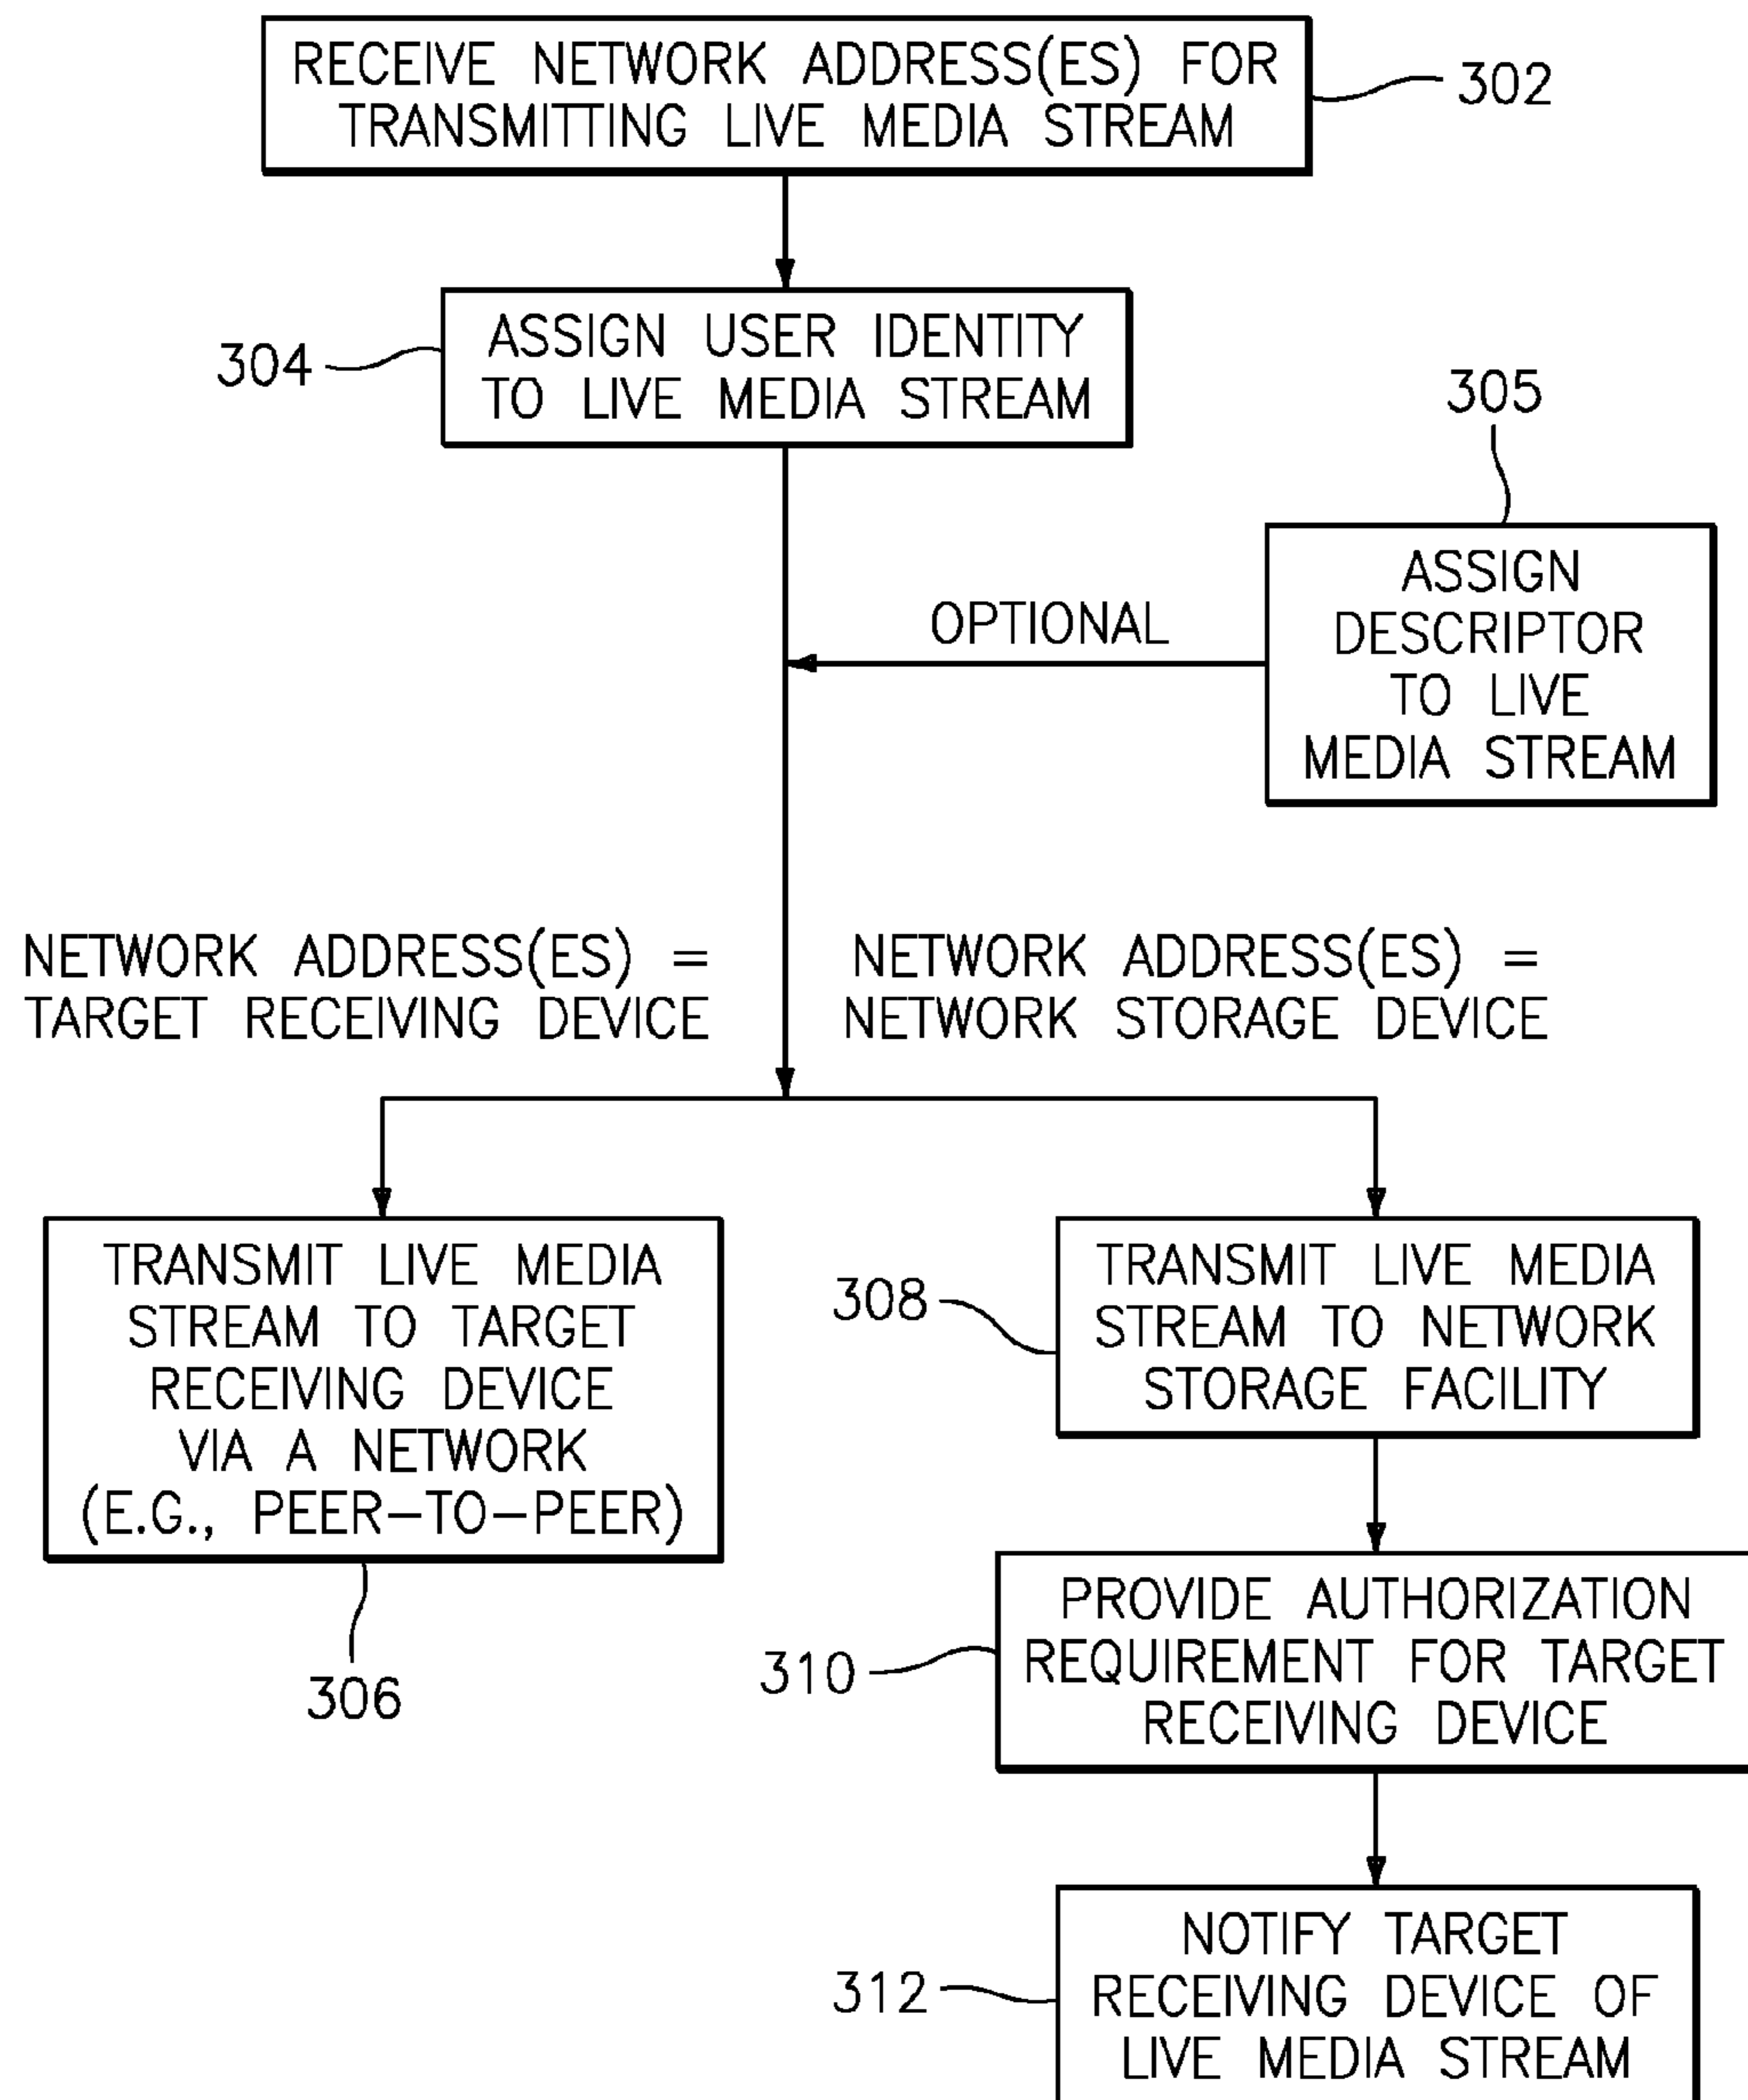 RECEIVE NETWORK ADDRESS(ES) FOR
TRANSMITTING LIVE MEDIA STREAM
302
304
ASSIGN USER IDENTITY
TO LIVE MEDIA STREAM
305
ASSIGN
DESCRIPTOR
TO LIVE
MEDIA STREAM
OPTIONAL
NETWORK ADDRESS(ES) =
TARGET RECEIVING DEVICE
NETWORK ADDRESS(ES) =
NETWORK STORAGE DEVICE
TRANSMIT LIVE MEDIA
STREAM TO TARGET
RECEIVING DEVICE
VIA A NETWORK
(E.G., PEER-TO-PEER)
306
308
TRANSMIT LIVE MEDIA
STREAM TO NETWORK
STORAGE FACILITY
310
PROVIDE AUTHORIZATION
REQUIREMENT FOR TARGET
RECEIVING DEVICE
312
NOTIFY TARGET
RECEIVING DEVICE OF
LIVE MEDIA STREAM